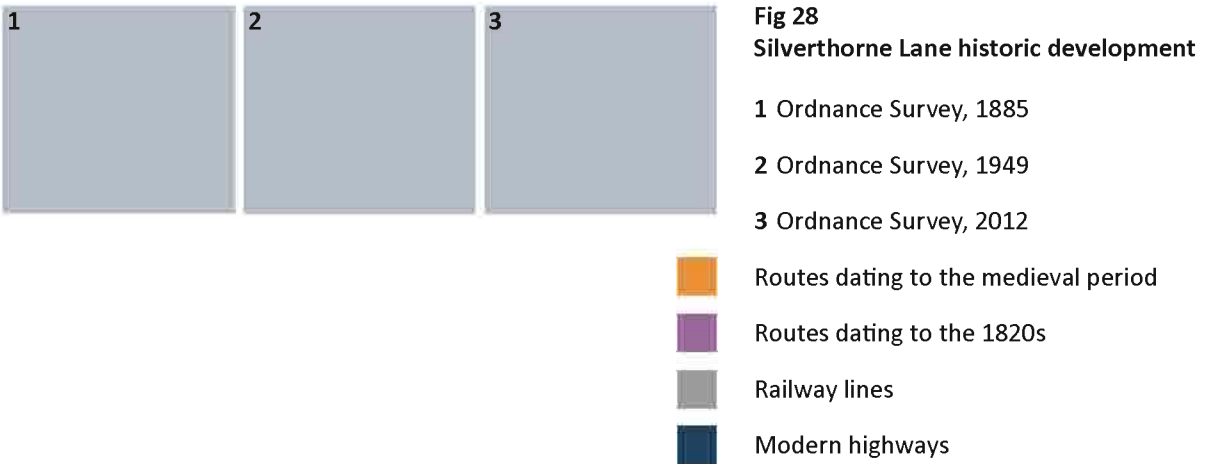 1
2
3
Fig 28
Silverthorne Lane historic development
1 Ordnance Survey, 1885
2 Ordnance Survey, 1949
3 Ordnance Survey, 2012
Routes dating to the medieval period
Routes dating to the 1820s
Railway lines
Modern highways